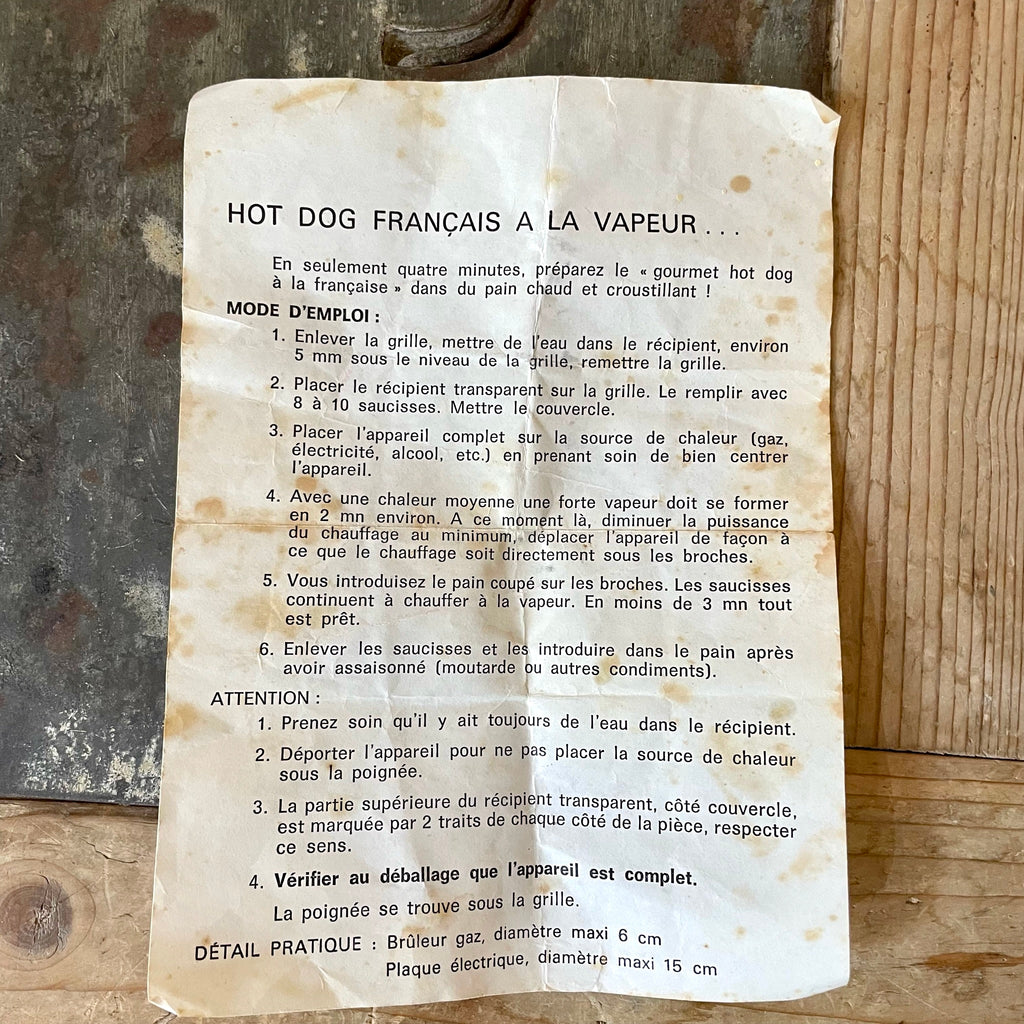 HOT DOG FRANÇAIS A LA VAPEUR . . .
En seulement quatre minutes, préparez le « gourmet hot dog
à la française » dans du pain chaud et croustillant !
MODE D'EMPLOI :
1. Enlever la grille, mettre de l'eau dans le récipient, environ
5 mm sous le niveau de la grille, remettre la grille.
2. Placer le récipient transparent sur la grille. Le remplir avec
8 à 10 saucisses. Mettre le couvercle.
3. Placer l'appareil complet sur la source de chaleur (gaz,
électricité, alcool, etc.) en prenant soin de bien centrer
l'appareil.
4. Avec une chaleur moyenne une forte vapeur doit se former
en 2 mn environ. A ce moment là, diminuer la puissance
du chauffage au minimum, déplacer l'appareil de façon à
ce que le chauffage soit directement sous les broches.
5. Vous introduisez le pain coupé sur les broches. Les saucisses
continuent à chauffer à la vapeur. En moins de 3 mn tout
est prêt.
6. Enlever les saucisses et les introduire dans le pain après
avoir assaisonné (moutarde ou autres condiments).
ATTENTION :
1. Prenez soin qu'il y ait toujours de l'eau dans le récipient.
2. Déporter l'appareil pour ne pas placer la source de chaleur
sous la poignée.
3. La partie supérieure du récipient transparent, côté couvercle,
est marquée par 2 traits de chaque côté de la pièce, respecter
ce sens.
4. Vérifier au déballage que l'appareil est complet.
La poignée se trouve sous la grille.
DÉTAIL PRATIQUE : Brûleur gaz, diamètre maxi 6 cm
Plaque électrique, diamètre maxi 15 cm